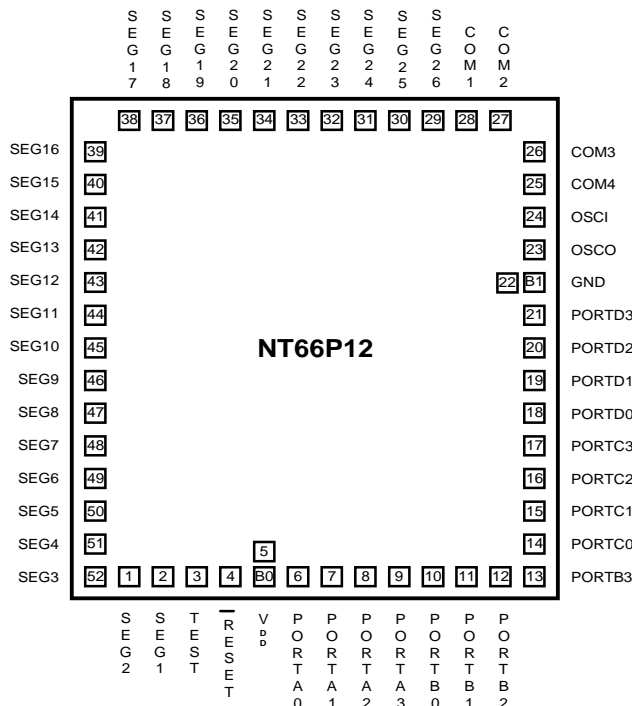 SEG17 SEG18 SEG19 SEG20 SEG21 SEG22 SEG23 SEG24 SEG25 SEG26 COM1 COM2
38 37 36 35 34 33 32 31 30 29 28 27
SEG16 39 26 COM3
SEG15 40 25 COM4
SEG14 41 24 OSCI
SEG13 42 23 OSCO
SEG12 43 22 B1 GND
SEG11 44 21 PORTD3
SEG10 45 NT66P12 20 PORTD2
SEG9 46 19 PORTD1
SEG8 47 18 PORTD0
SEG7 48 17 PORTC3
SEG6 49 16 PORTC2
SEG5 50 15 PORTC1
SEG4 51 5 14 PORTC0
SEG3 52 1 2 3 4 B0 6 7 8 9 10 11 12 13 PORTB3
SEG2 SEG1 TEST RESET VDD PORTA0 PORTA1 PORTA2 PORTA3 PORTB0 PORTB1 PORTB2